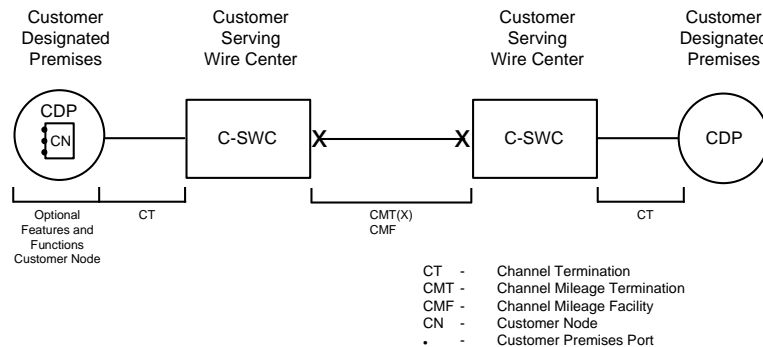 Customer
Designated
Premises
Customer
Serving
Wire Center
Customer
Serving
Wire Center
Customer
Designated
Premises
CDP
CN
C-SWC
X
X
C-SWC
CDP
Optional
Features and
Functions
Customer Node
CT
CMT(X)
CMF
CT
CT - Channel Termination
CMT - Channel Mileage Termination
CMF - Channel Mileage Facility
CN - Customer Node
• - Customer Premises Port